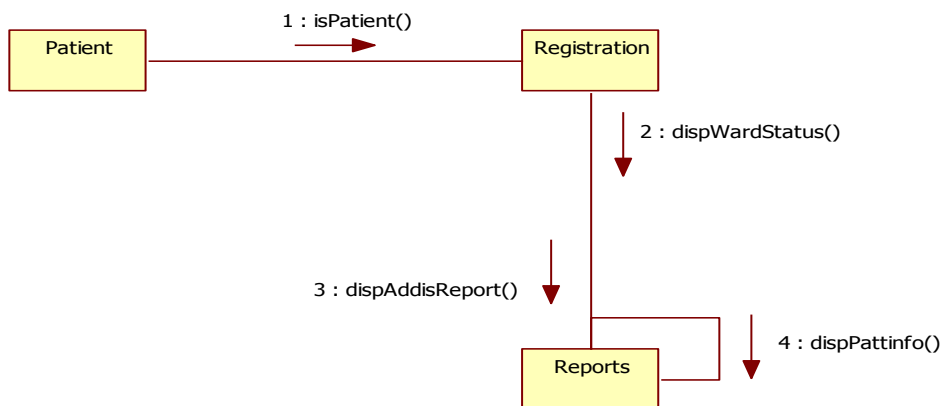 1 : isPatient()
Patient
Registration
2 : dispWardStatus()
3 : dispAddisReport()
4 : dispPattinfo()
Reports